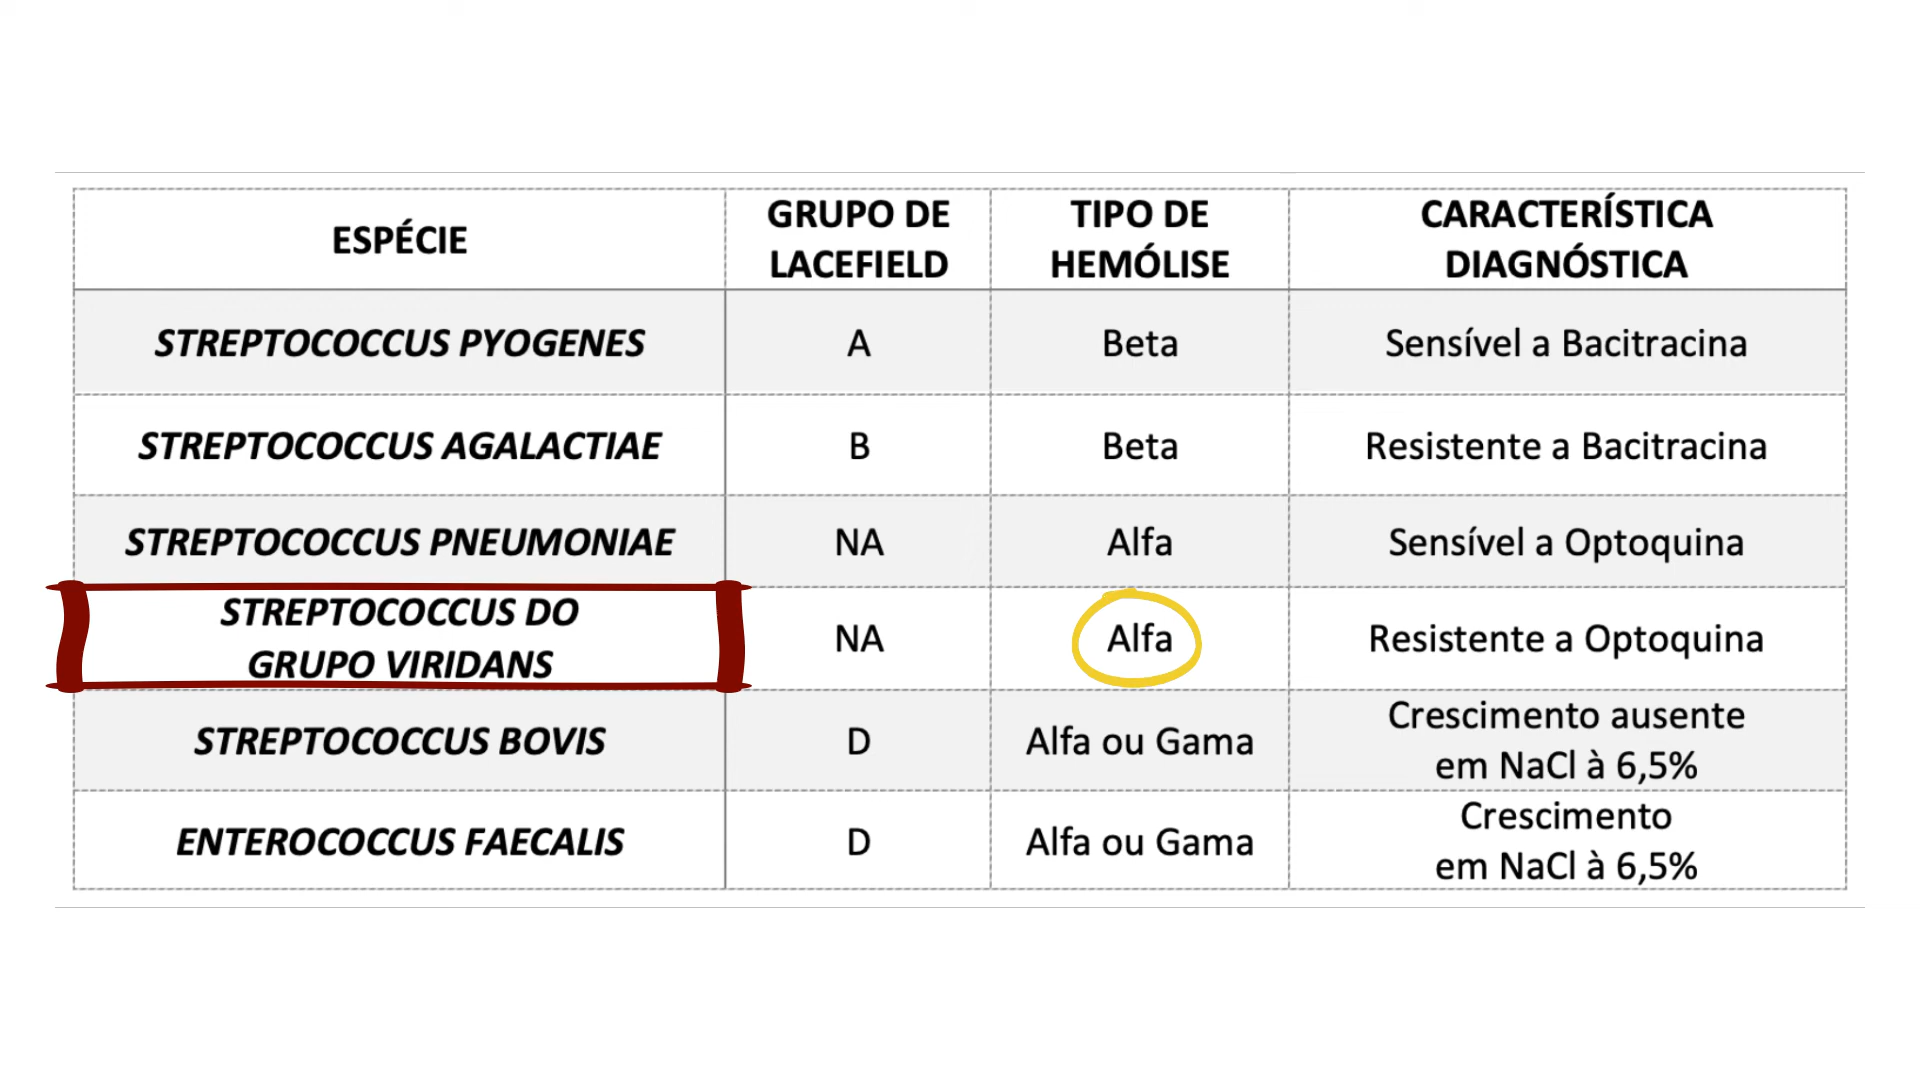 ESPÉCIE
GRUPO DE
LACEFIELD
TIPO DE
HEMÓLISE
CARACTERÍSTICA
DIAGNÓSTICA
STREPTOCOCCUS PYOGENES
A
Beta
Sensível a Bacitracina
STREPTOCOCCUS AGALACTIAE
B
Beta
Resistente a Bacitracina
STREPTOCOCCUS PNEUMONIAE
NA
Alfa
Sensível a Optoquina
STREPTOCOCCUS DO
GRUPO VIRIDANS
NA
Alfa
Resistente a Optoquina
STREPTOCOCCUS BOVIS
D
Alfa ou Gama
Crescimento ausente
em NaCl à 6,5%
ENTEROCOCCUS FAECALIS
D
Alfa ou Gama
Crescimento
em NaCl à 6,5%